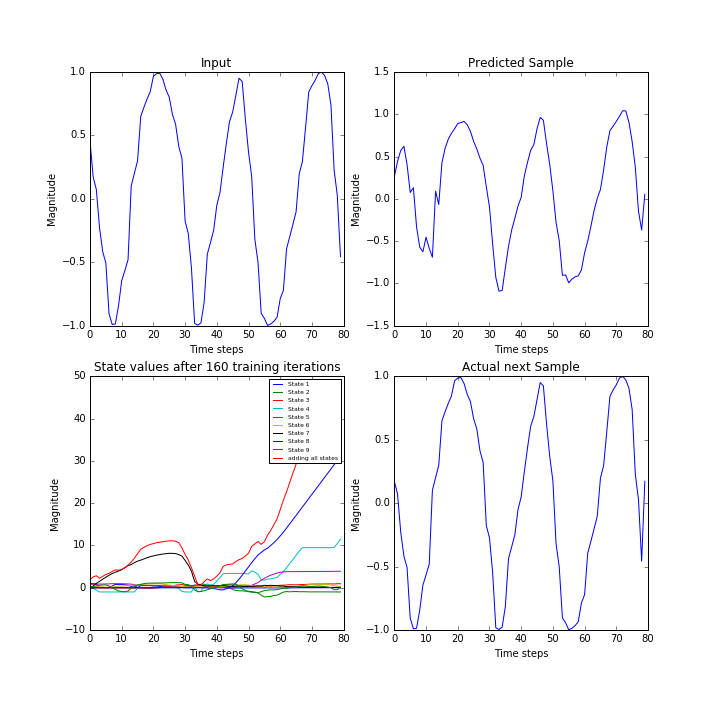 Input
1.0
0.5
0.0
−0.5
−1.0
Magnitude
0 10 20 30 40 50 60 70 80
Time steps
Predicted Sample
1.5
1.0
0.5
0.0
−0.5
−1.0
−1.5
Magnitude
0 10 20 30 40 50 60 70 80
Time steps
State values after 160 training iterations
50
40
30
20
10
0
−10
Magnitude
0 10 20 30 40 50 60 70 80
Time steps
State 1
State 2
State 3
State 4
State 5
State 6
State 7
State 8
State 9
adding all states
Actual next Sample
1.0
0.5
0.0
−0.5
−1.0
Magnitude
0 10 20 30 40 50 60 70 80
Time steps